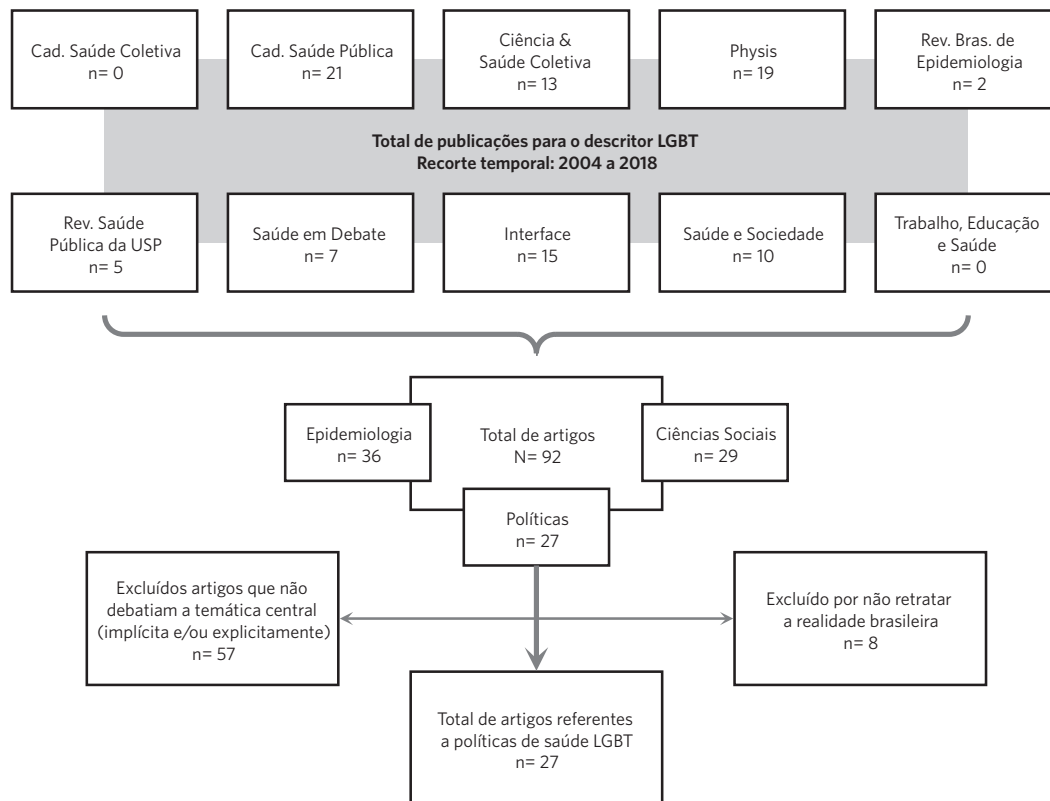 Cad. Saúde Coletiva
n= 0
Cad. Saúde Pública
n= 21
Ciência &
Saúde Coletiva
n= 13
Physis
n= 19
Rev. Bras. de
Epidemiologia
n= 2
Total de publicações para o descritor LGBT
Recorte temporal: 2004 a 2018
Rev. Saúde
Pública da USP
n= 5
Saúde em Debate
n= 7
Interface
n= 15
Saúde e Sociedade
n= 10
Trabalho, Educação
e Saúde
n= 0
Epidemiologia
n= 36
Total de artigos
N= 92
Ciências Sociais
n= 29
Políticas
n= 27
Excluídos artigos que não
debatiam a temática central
(implícita e/ou explicitamente)
n= 57
Excluído por não retratar
a realidade brasileira
n= 8
Total de artigos referentes
a políticas de saúde LGBT
n= 27